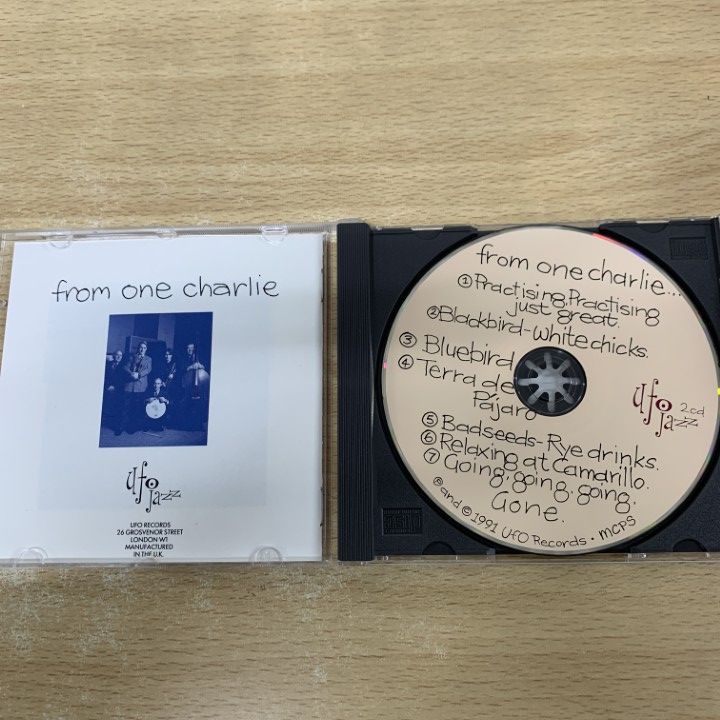 from one charlie
ufo
jazz
UFO RECORDS
26 GROSVENOR STREET
LONDON W1
MANUFACTURED
IN THE U.K.
from one charlie...
① Practising, Practising
just great.
② Blackbird-White chicks.
③ Bluebird
④ Terra de
Pájaro
⑤ Badseeds-Rye drinks.
⑥ Relaxing at Camarillo.
⑦ Going, going, going,
Gone.
ufo
jazz 2cd
℗ and © 1991 UFO Records · MCPS